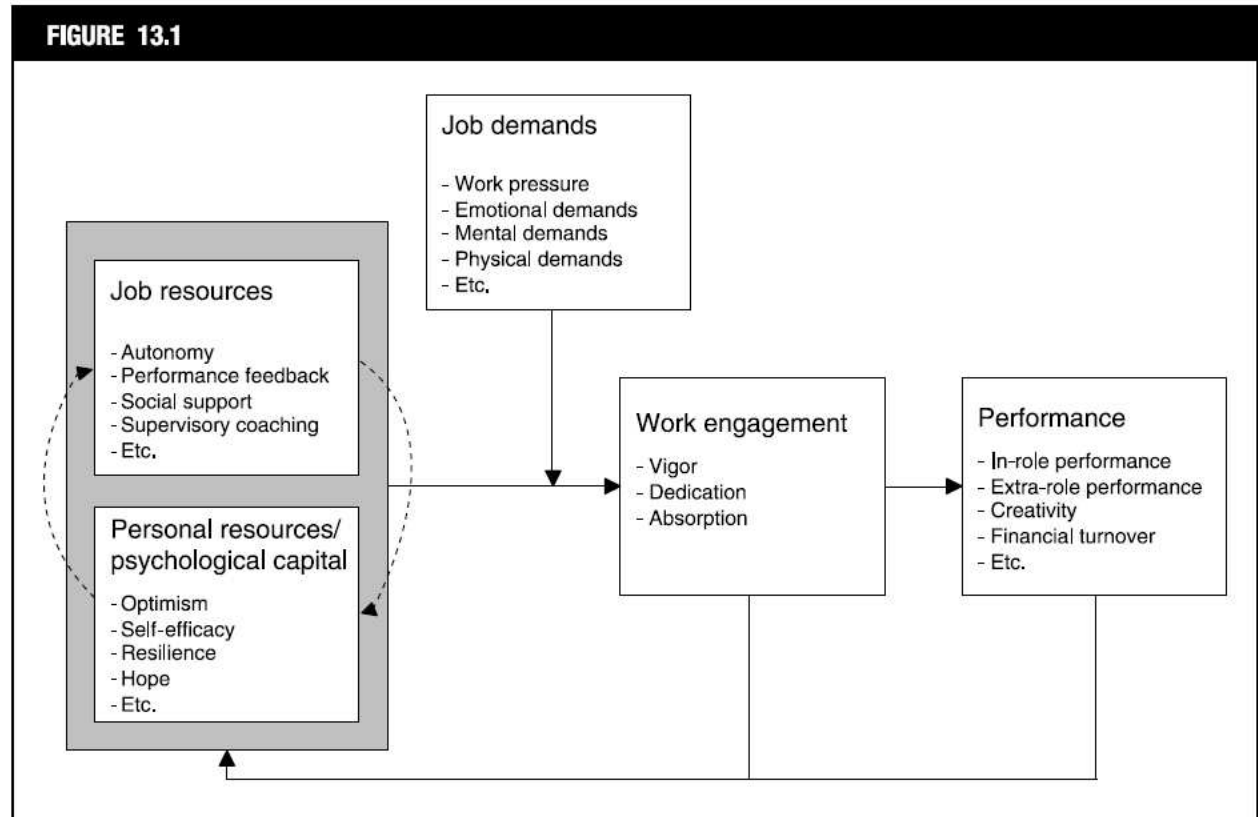 FIGURE 13.1
Job demands
- Work pressure
- Emotional demands
- Mental demands
- Physical demands
- Etc.
Job resources
- Autonomy
- Performance feedback
- Social support
- Supervisory coaching
- Etc.
Personal resources/
psychological capital
- Optimism
- Self-efficacy
- Resilience
- Hope
- Etc.
Work engagement
- Vigor
- Dedication
- Absorption
Performance
- In-role performance
- Extra-role performance
- Creativity
- Financial turnover
- Etc.